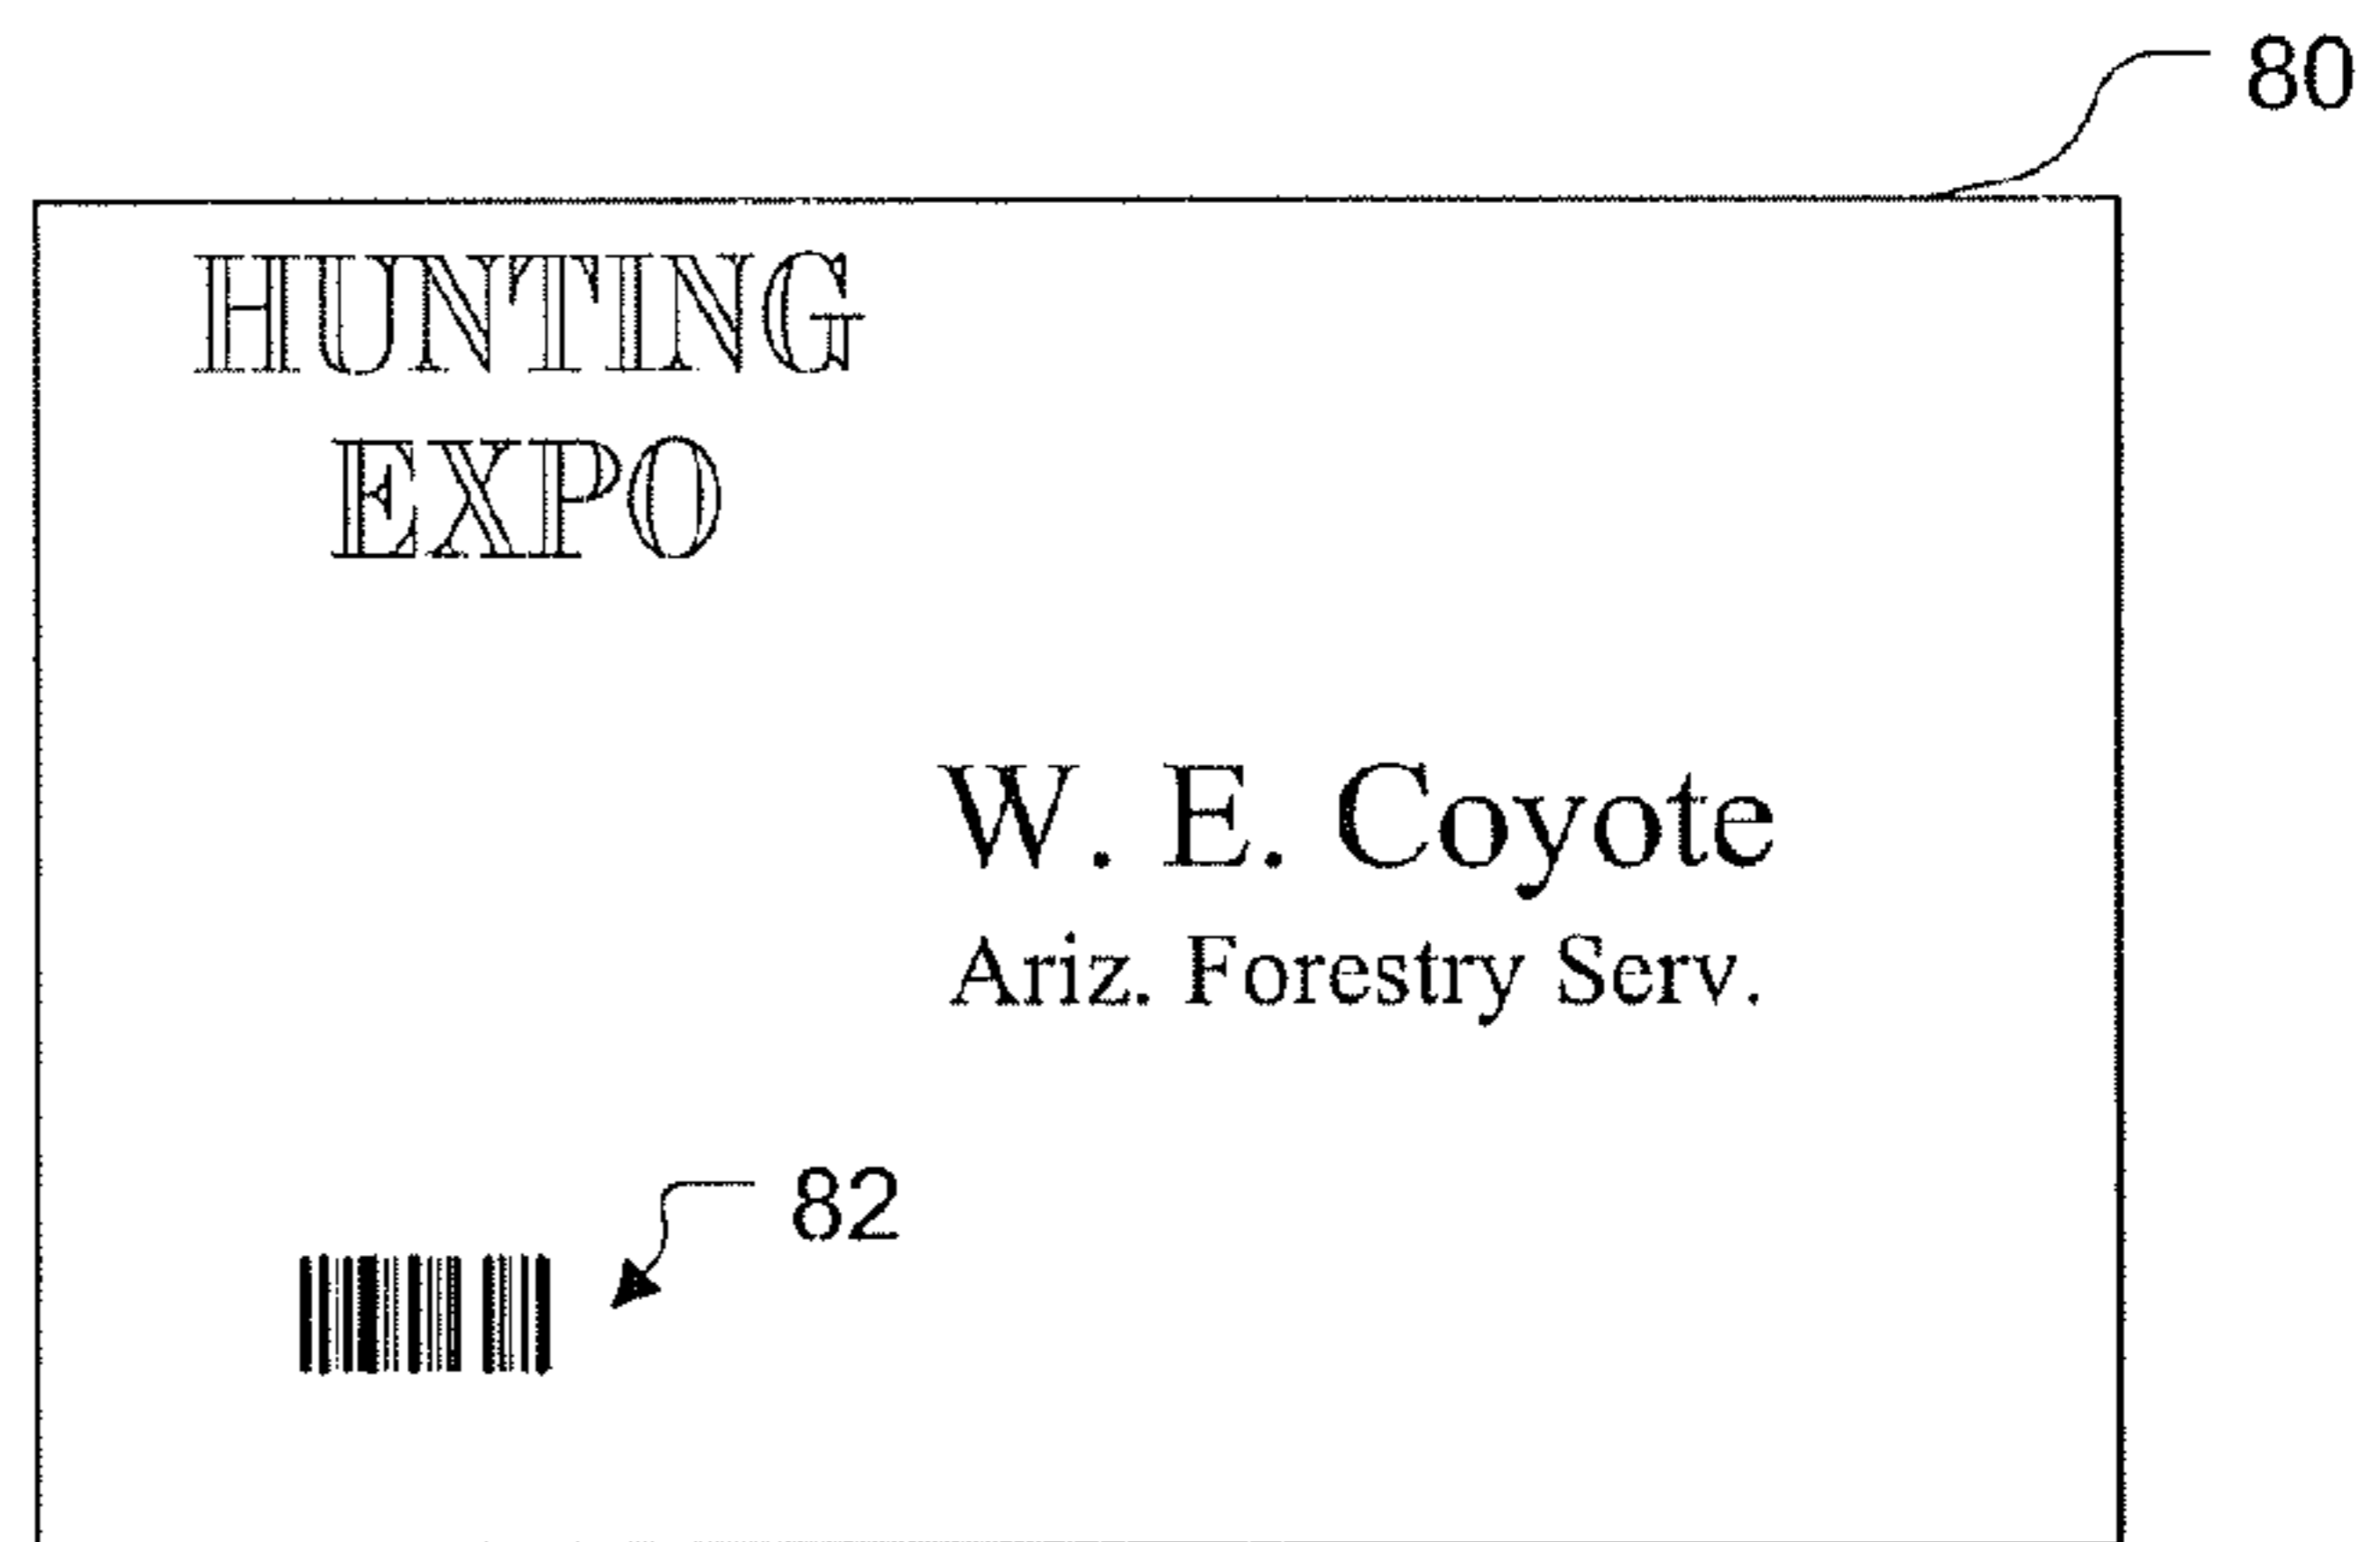 80
HUNTING
EXPO
W. E. Coyote
Ariz. Forestry Serv.
82